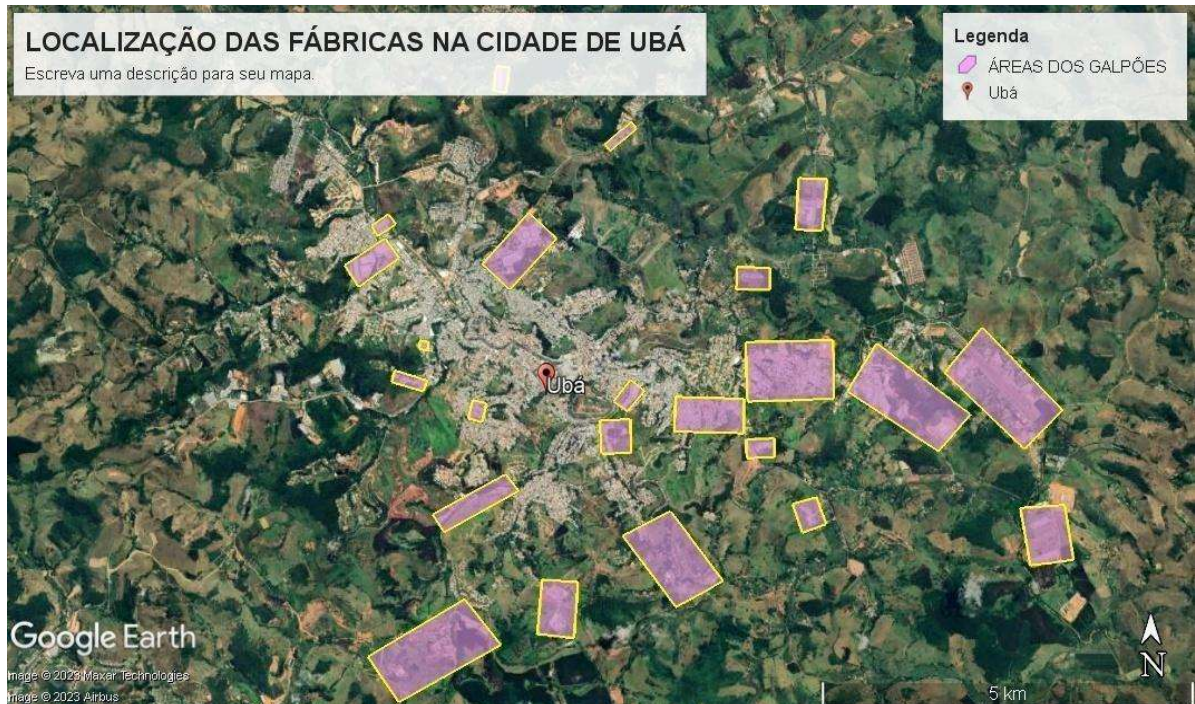 LOCALIZAÇÃO DAS FÁBRICAS NA CIDADE DE UBÁ
Escreva uma descrição para seu mapa.
Legenda
ÁREAS DOS GALPÕES
Ubá
Ubá
Google Earth
Image © 2023 Maxar Technologies
Image © 2023 Airbus
N
5 km